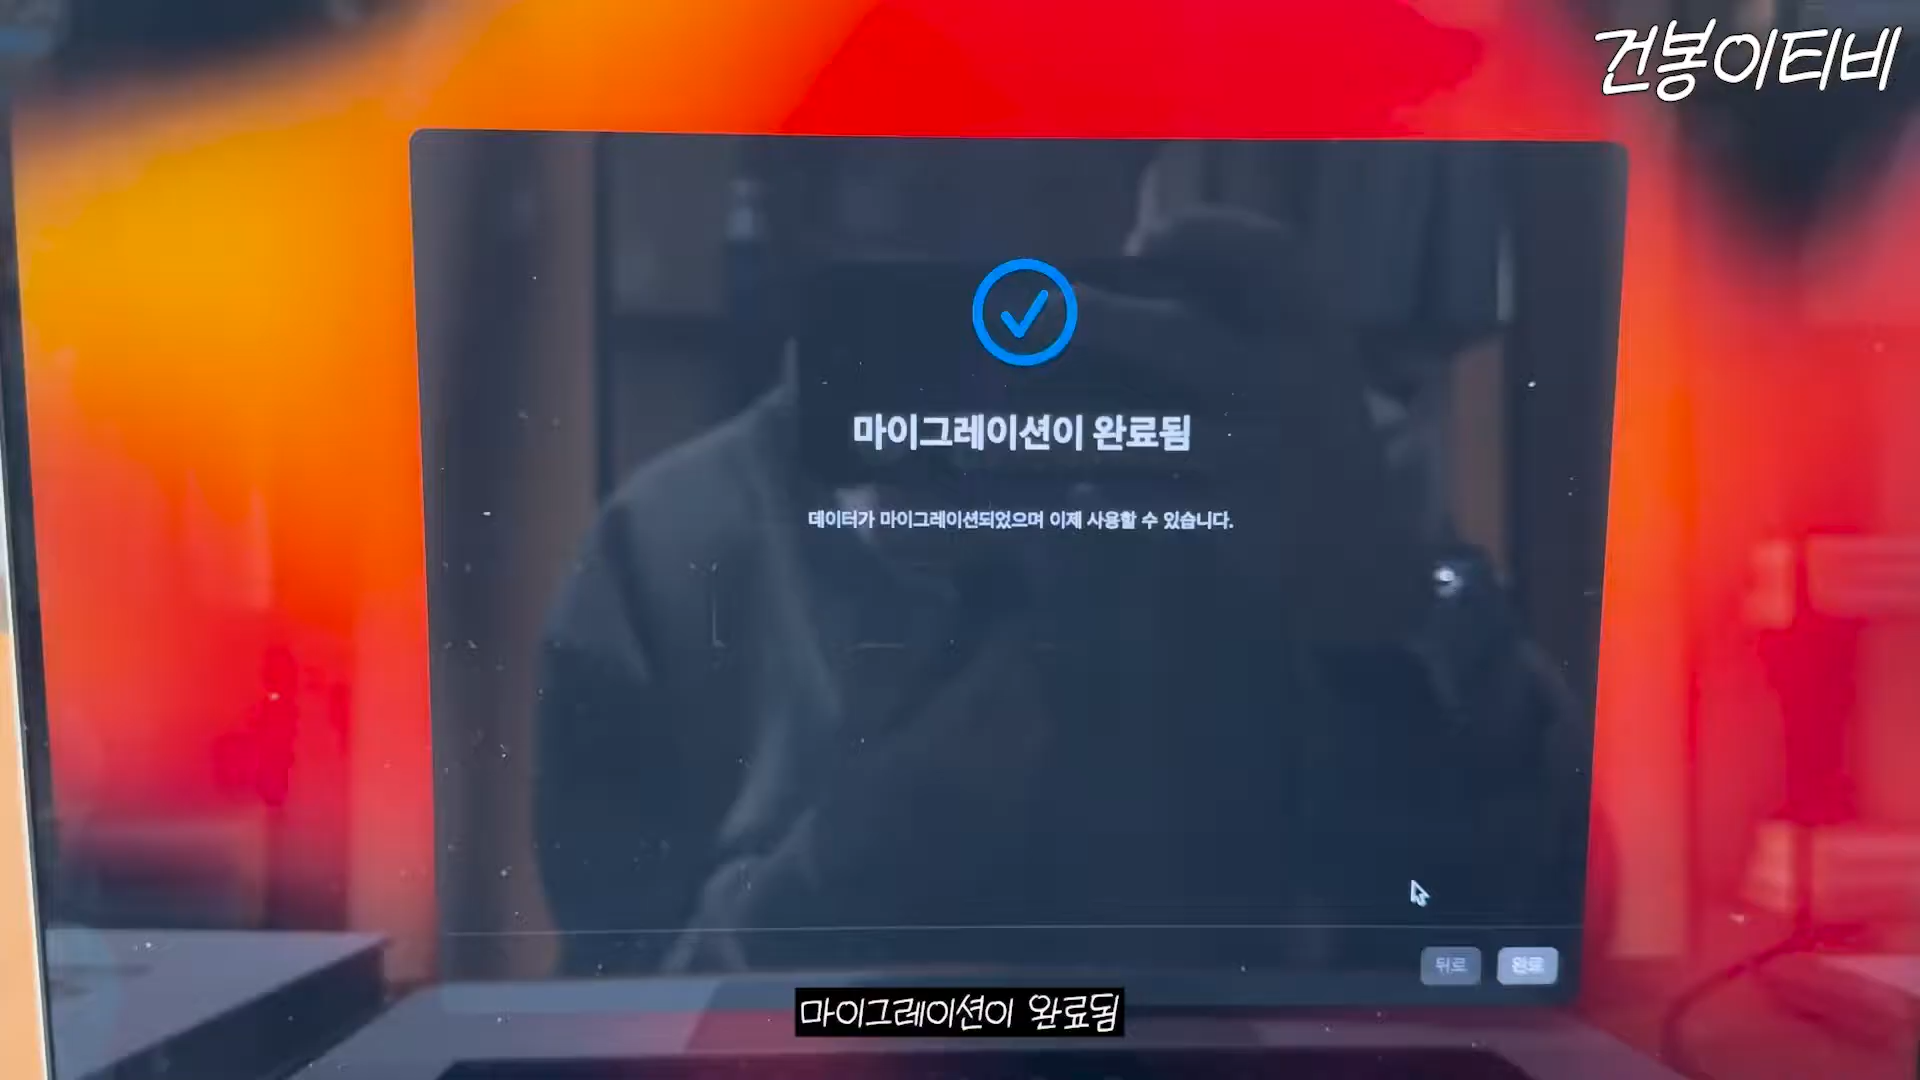 건봉이티비
마이그레이션이 완료됨
데이터가 마이그레이션되었으며 이제 사용할 수 있습니다.
뒤로
완료
마이그레이션이 완료됨